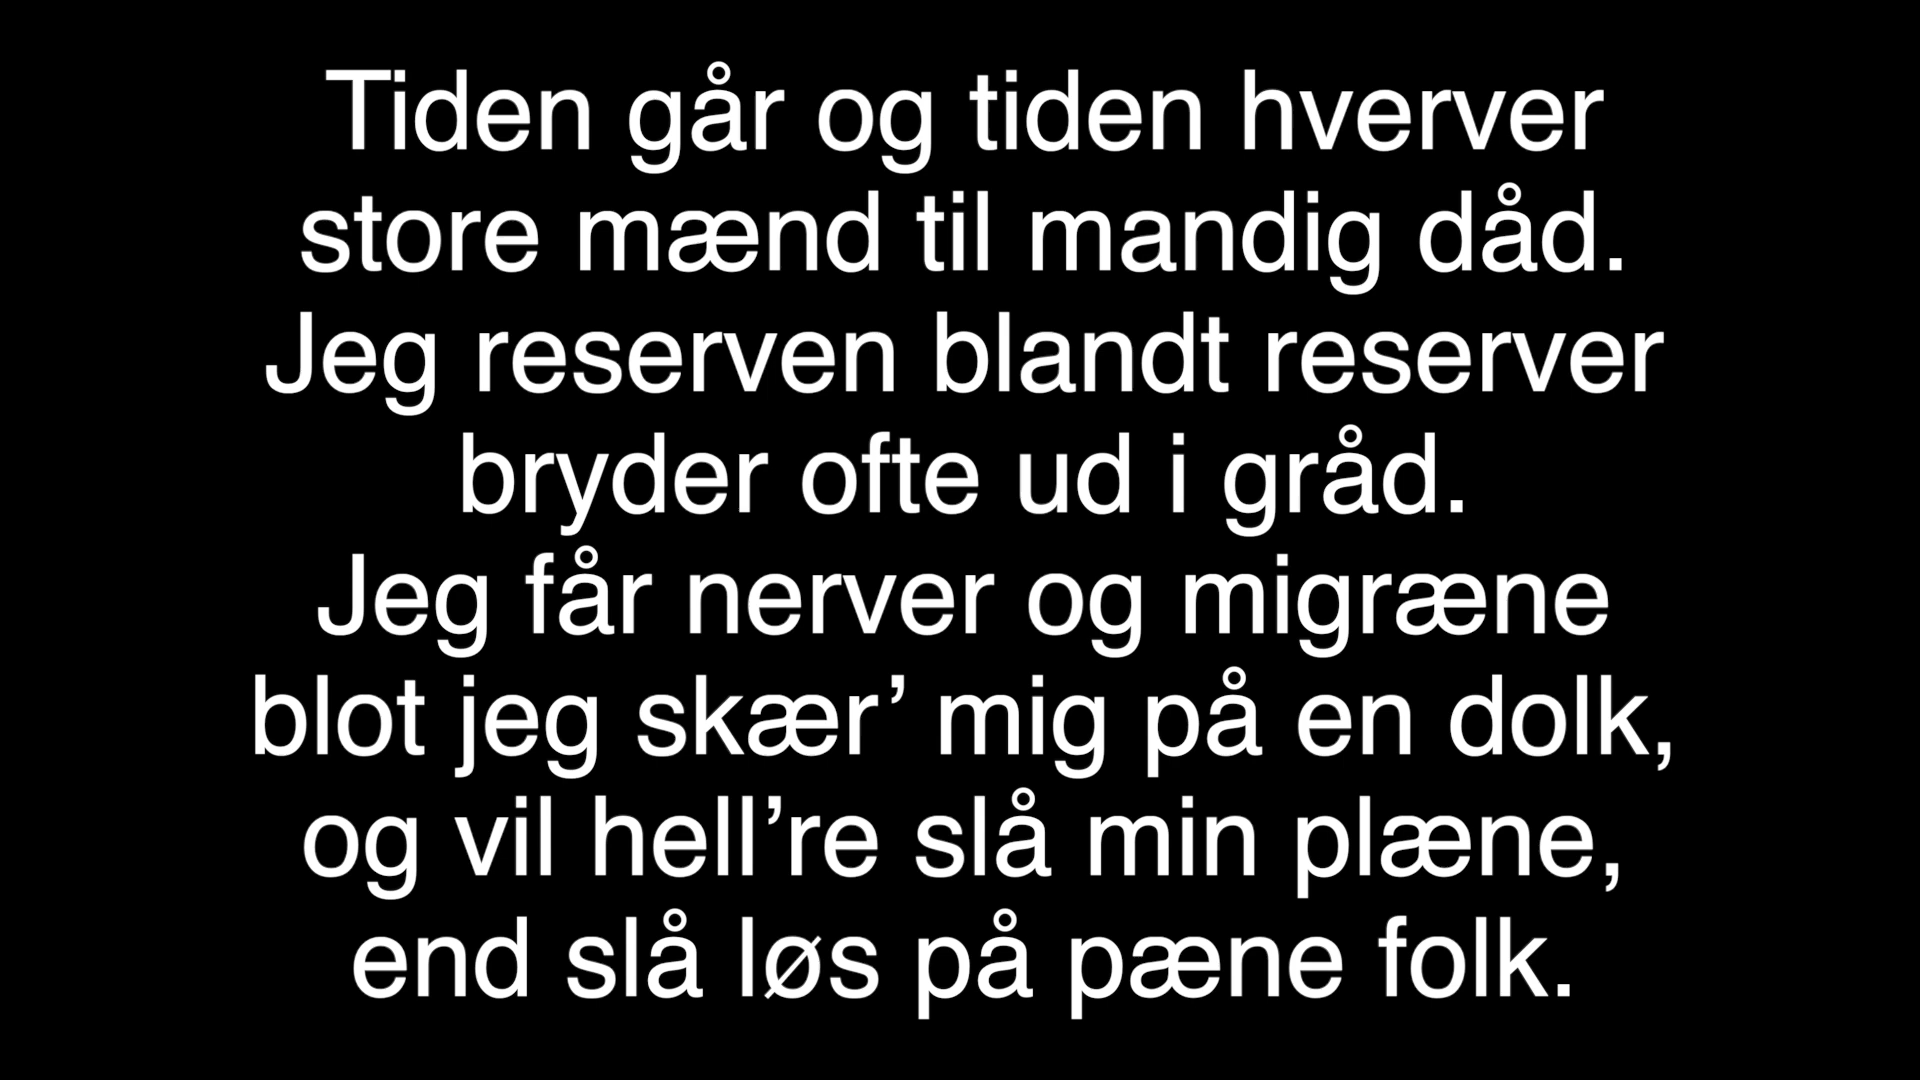 Tiden går og tiden hverver
store mænd til mandig dåd.
Jeg reserven blandt reserver
bryder ofte ud i gråd.
Jeg får nerver og migræne
blot jeg skær’ mig på en dolk,
og vil hell’re slå min plæne,
end slå løs på pæne folk.